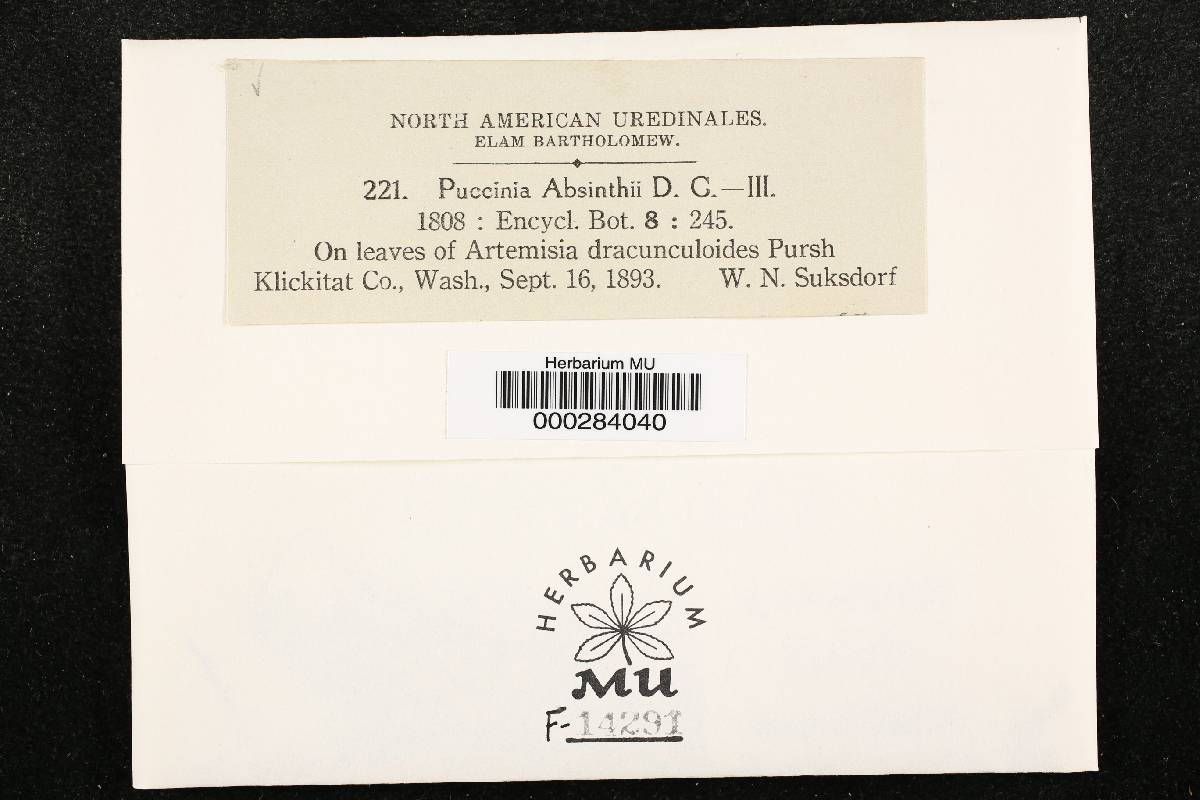 NORTH AMERICAN UREDINALES.
ELAM BARTHOLOMEW.
221. Puccinia Absinthii D. C.—III.
1808 : Encycl. Bot. 8 : 245.
On leaves of Artemisia dracunculoides Pursh
Klickitat Co., Wash., Sept. 16, 1893. W. N. Suksdorf
Herbarium MU
000284040
HERBARIUM
MU
F-14291